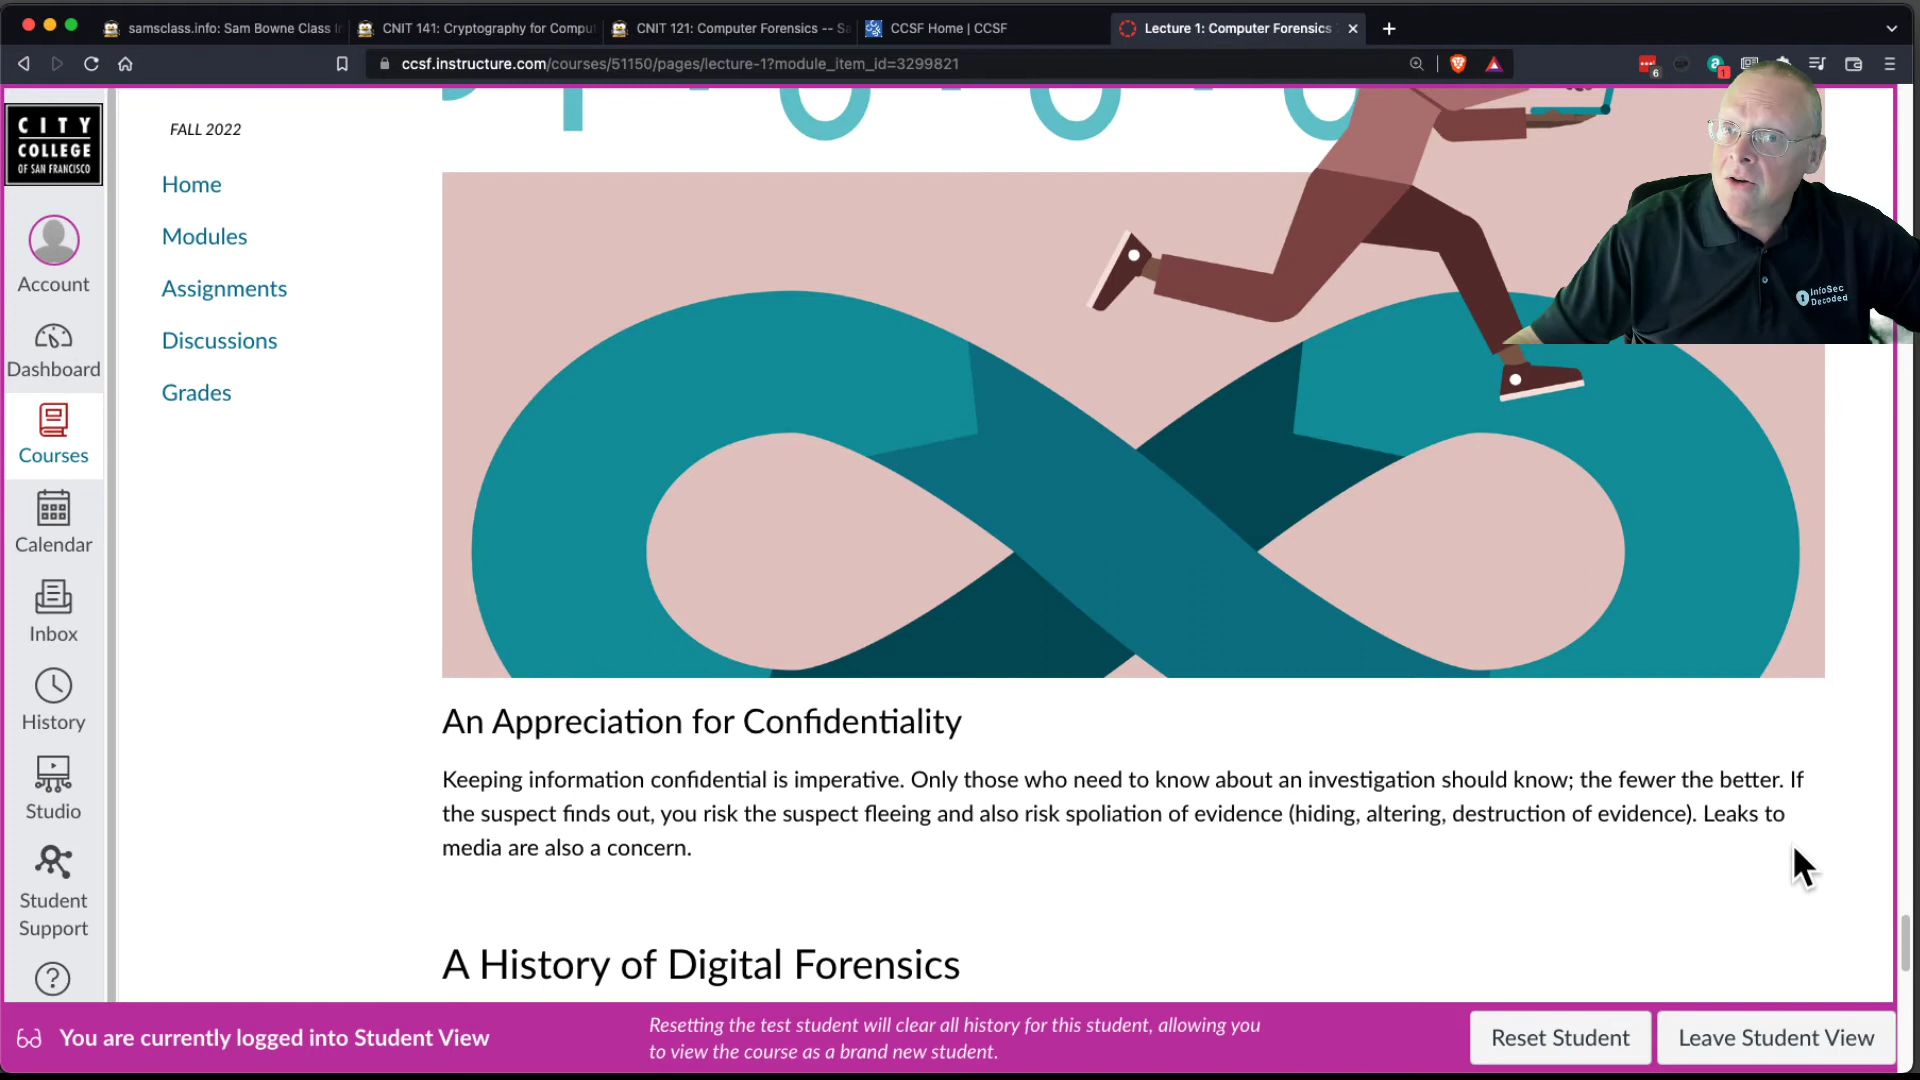 samsclass.info: Sam Bowne Class I
CNIT 141: Cryptography for Compu
CNIT 121: Computer Forensics -- Sa
CCSF Home | CCSF
Lecture 1: Computer Forensics
ccsf.instructure.com/courses/51150/pages/lecture-1?module_item_id=3299821
6
a
1
CITY
COLLEGE
OF SAN FRANCISCO
Account
Dashboard
Courses
Calendar
Inbox
History
Studio
Student
Support
FALL 2022
Home
Modules
Assignments
Discussions
Grades
InfoSec
Decoded
An Appreciation for Confidentiality
Keeping information confidential is imperative. Only those who need to know about an investigation should know; the fewer the better. If
the suspect finds out, you risk the suspect fleeing and also risk spoliation of evidence (hiding, altering, destruction of evidence). Leaks to
media are also a concern.
A History of Digital Forensics
You are currently logged into Student View
Resetting the test student will clear all history for this student, allowing you
to view the course as a brand new student.
Reset Student
Leave Student View